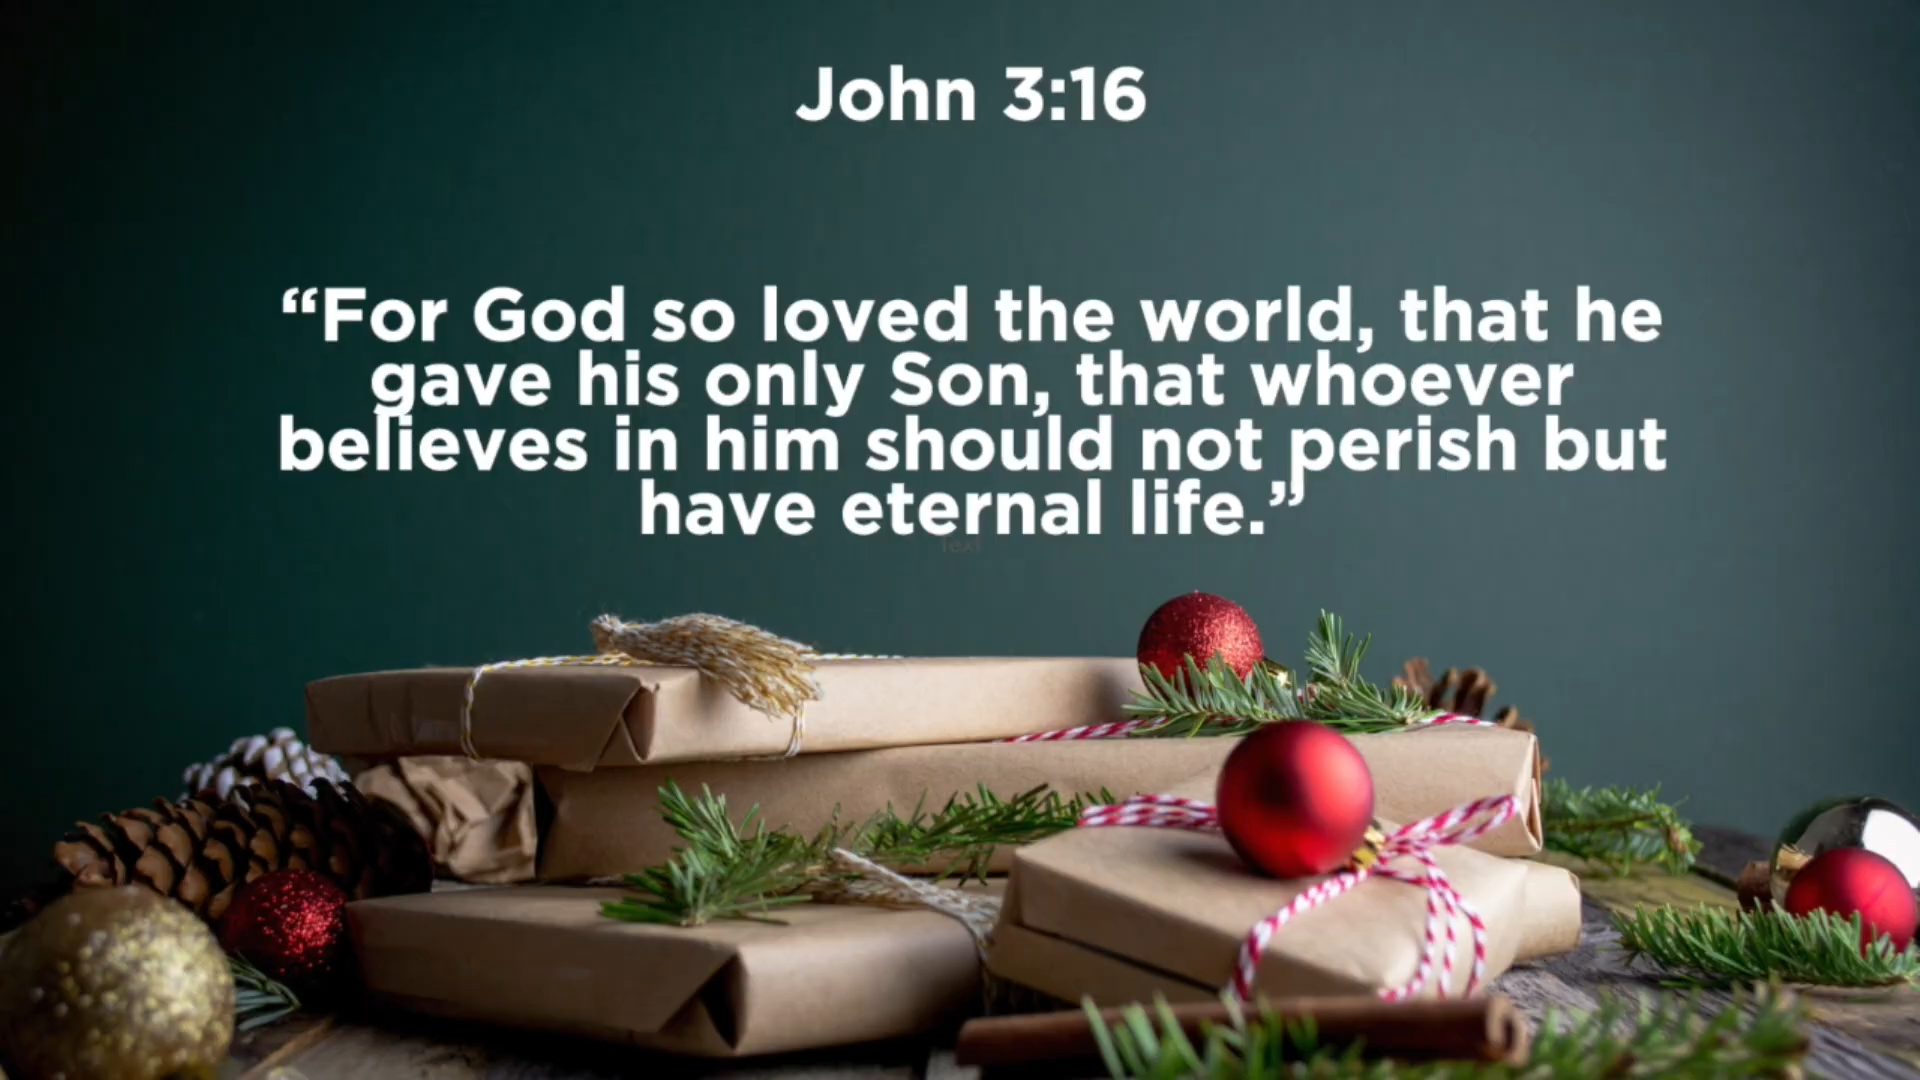 John 3:16
“For God so loved the world, that he
gave his only Son, that whoever
believes in him should not perish but
have eternal life.”
Text